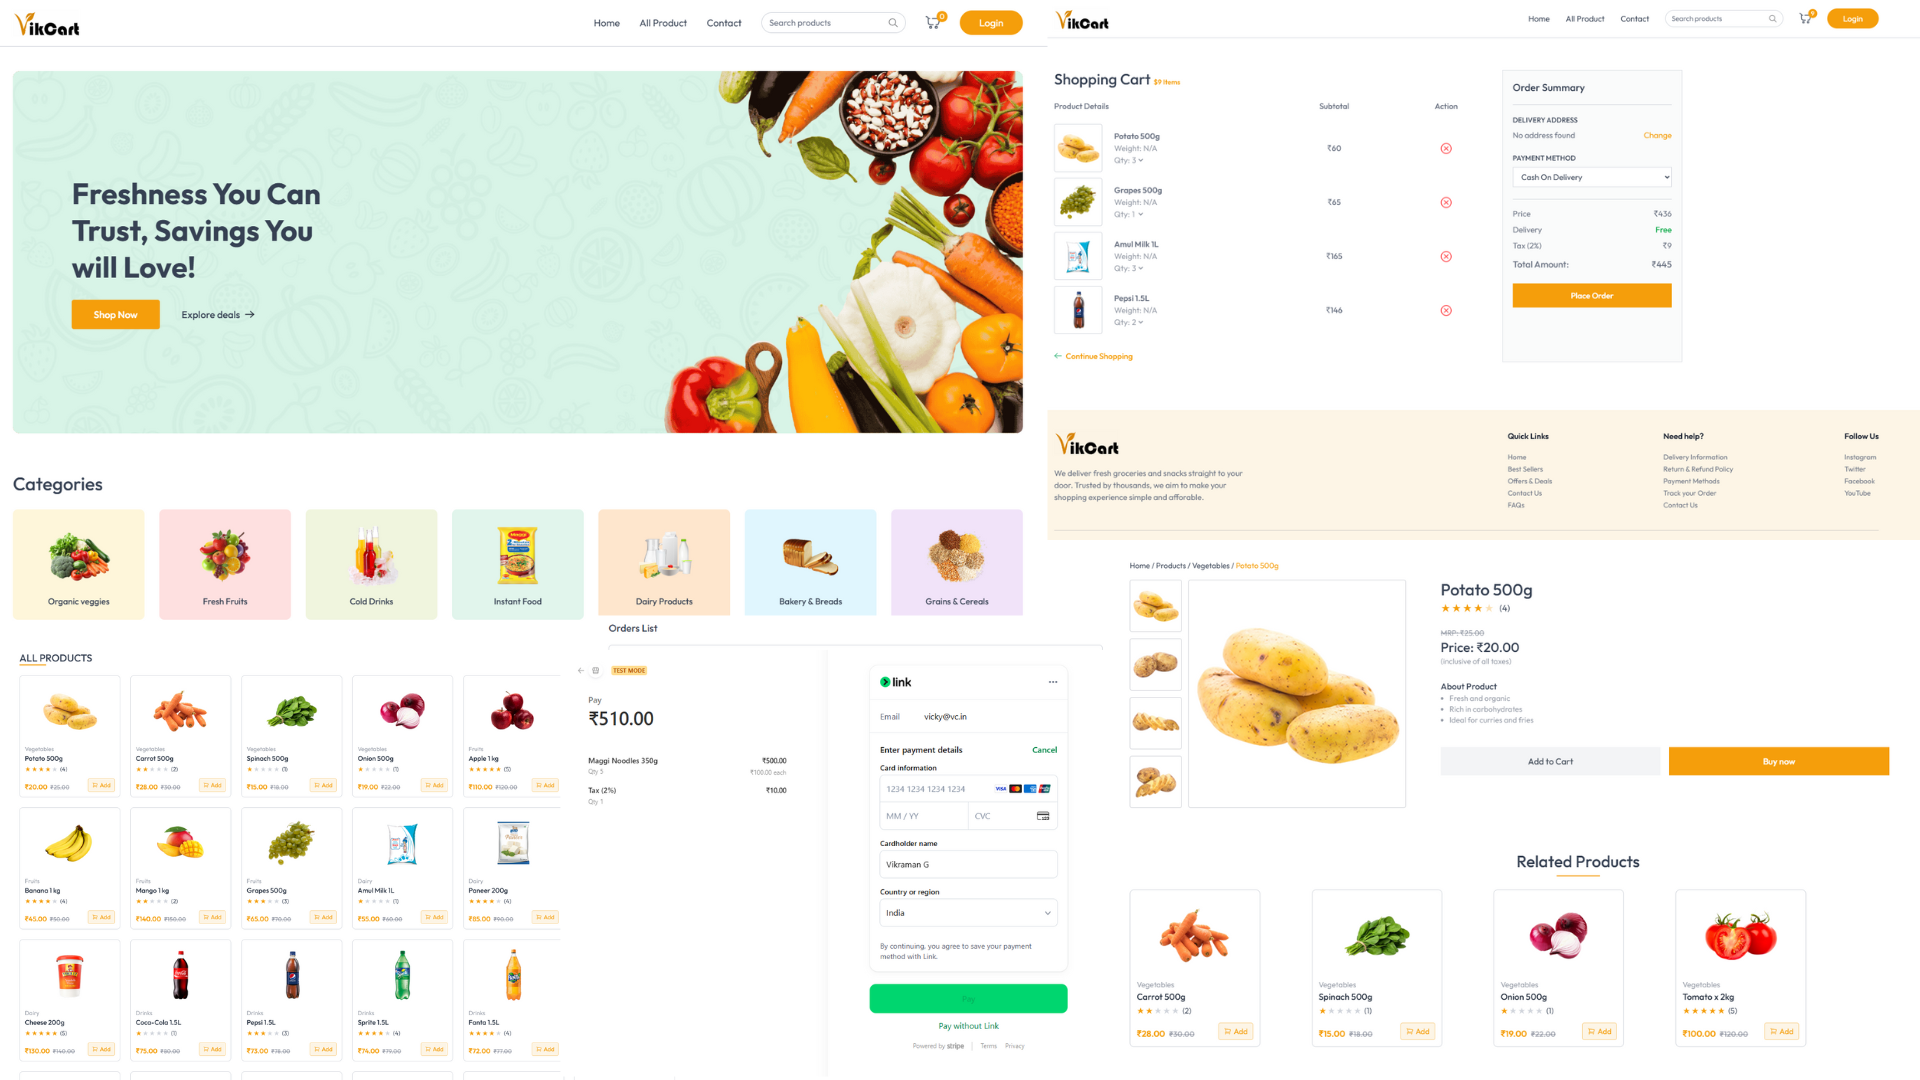 VikCart
Home
All Product
Contact
Search products
0
Login
Freshness You Can
Trust, Savings You
will Love!
Shop Now
Explore deals →
Categories
Organic veggies
Fresh Fruits
Cold Drinks
Instant Food
Dairy Products
Bakery & Breads
Grains & Cereals
VikCart
Home
All Product
Contact
Search products
9
Login
Shopping Cart $9 Items
Product Details
Subtotal
Action
Potato 500g
Weight: N/A
Qty: 3
₹60
Grapes 500g
Weight: N/A
Qty: 1
₹65
Amul Milk 1L
Weight: N/A
Qty: 3
₹165
Pepsi 1.5L
Weight: N/A
Qty: 2
₹146
← Continue Shopping
Order Summary
DELIVERY ADDRESS
No address found
Change
PAYMENT METHOD
Cash On Delivery
Price ₹436
Delivery Free
Tax (2%) ₹9
Total Amount: ₹445
Place Order
VikCart
We deliver fresh groceries and snacks straight to your
door. Trusted by thousands, we aim to make your
shopping experience simple and afforable.
Quick Links
Home
Best Sellers
Offers & Deals
Contact Us
FAQs
Need help?
Delivery Information
Return & Refund Policy
Payment Methods
Track your Order
Contact Us
Follow Us
Instagram
Twitter
Facebook
YouTube
ALL PRODUCTS
Vegetables
Potato 500g
(4)
₹20.00 ₹25.00
Add
Vegetables
Carrot 500g
(2)
₹28.00 ₹30.00
Add
Vegetables
Spinach 500g
(1)
₹15.00 ₹18.00
Add
Vegetables
Onion 500g
(1)
₹19.00 ₹22.00
Add
Fruits
Apple 1 kg
(5)
₹110.00 ₹120.00
Add
Fruits
Banana 1 kg
(4)
₹45.00 ₹50.00
Add
Fruits
Mango 1 kg
(2)
₹140.00 ₹150.00
Add
Fruits
Grapes 500g
(3)
₹65.00 ₹70.00
Add
Dairy
Amul Milk 1L
(1)
₹55.00 ₹60.00
Add
Dairy
Paneer 200g
(4)
₹85.00 ₹90.00
Add
Dairy
Cheese 200g
(5)
₹130.00 ₹140.00
Add
Drinks
Coca-Cola 1.5L
(1)
₹75.00 ₹80.00
Add
Drinks
Pepsi 1.5L
(3)
₹73.00 ₹78.00
Add
Drinks
Sprite 1.5L
(4)
₹74.00 ₹79.00
Add
Drinks
Fanta 1.5L
(4)
₹72.00 ₹77.00
Add
Orders List
TEST MODE
Pay
₹510.00
Maggi Noodles 350g ₹500.00
Qty 5 ₹100.00 each
Tax (2%) ₹10.00
Qty 1
link
Email vicky@vc.in
Enter payment details Cancel
Card information
1234 1234 1234 1234
VISA
MM / YY
CVC
Cardholder name
Vikraman G
Country or region
India
By continuing, you agree to save your payment
method with Link.
Pay
Pay without Link
Powered by stripe | Terms Privacy
Home / Products / Vegetables / Potato 500g
Potato 500g
(4)
MRP: ₹25.00
Price: ₹20.00
(inclusive of all taxes)
About Product
• Fresh and organic
• Rich in carbohydrates
• Ideal for curries and fries
Add to Cart
Buy now
Related Products
Vegetables
Carrot 500g
(2)
₹28.00 ₹30.00
Add
Vegetables
Spinach 500g
(1)
₹15.00 ₹18.00
Add
Vegetables
Onion 500g
(1)
₹19.00 ₹22.00
Add
Vegetables
Tomato x 2kg
(5)
₹100.00 ₹120.00
Add